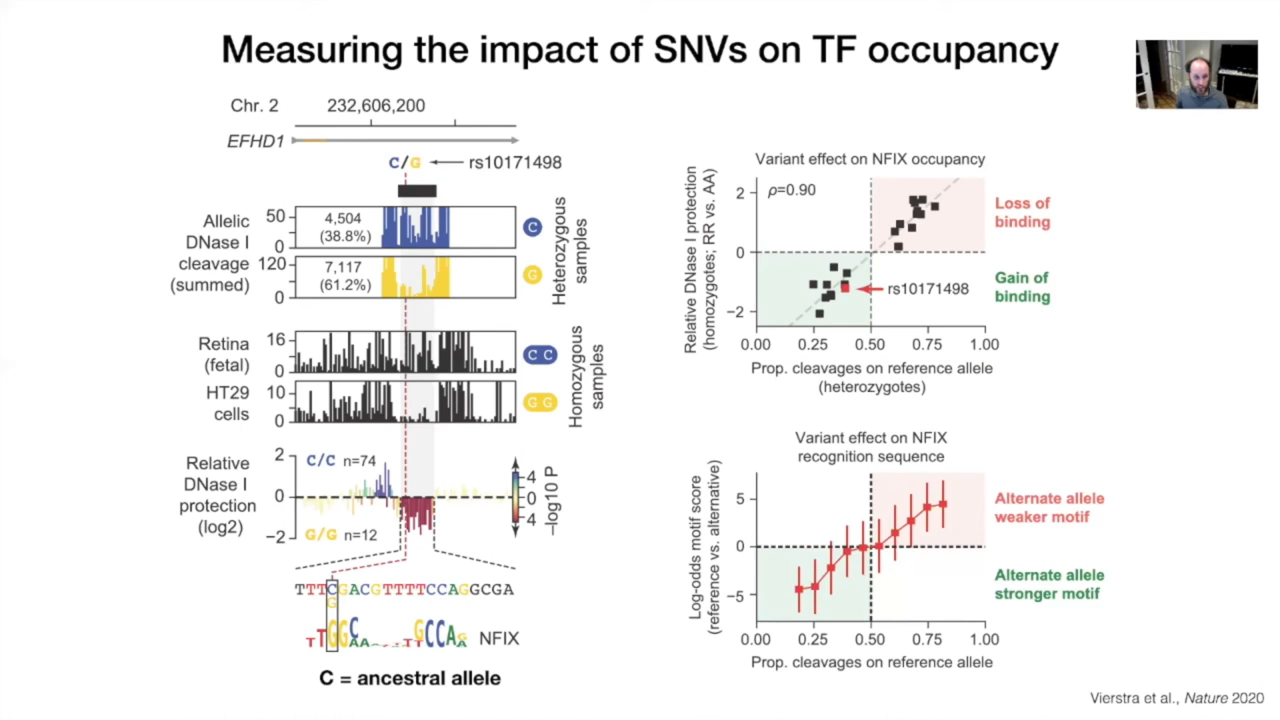 Measuring the impact of SNVs on TF occupancy
Chr. 2
232,606,200
EFHD1
C/G
rs10171498
Allelic
DNase I
cleavage
(summed)
50
0
4,504
(38.8%)
C
120
0
7,117
(61.2%)
G
Heterozygous
samples
Retina
(fetal)
16
0
C C
HT29
cells
10
0
G G
Homozygous
samples
Relative
DNase I
protection
(log2)
2
0
−2
C/C n=74
G/G n=12
4
0
4
−log10 P
TTTCGACGTTTTCCAGGCGA
G
TTGGC
GCCA
NFIX
C = ancestral allele
Variant effect on NFIX occupancy
Relative DNase I protection
(homozygotes; RR vs. AA)
2
0
−2
ρ=0.90
rs10171498
Loss of
binding
Gain of
binding
0.00 0.25 0.50 0.75 1.00
Prop. cleavages on reference allele
(heterozygotes)
Variant effect on NFIX
recognition sequence
Log-odds motif score
(reference vs. alternative)
5
0
−5
Alternate allele
weaker motif
Alternate allele
stronger motif
0.00 0.25 0.50 0.75 1.00
Prop. cleavages on reference allele
Vierstra et al., Nature 2020